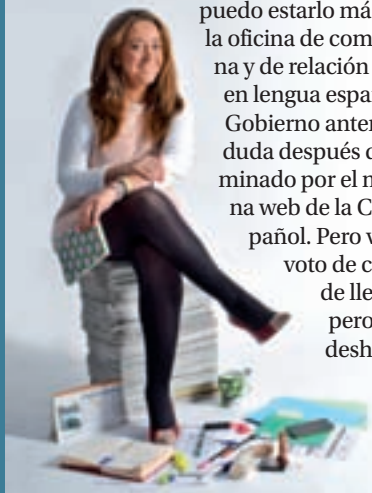 puedo estarlo má
la oficina de com
na y de relación
en lengua espar
Gobierno anter
duda después c
minado por el n
na web de la C
pañol. Pero v
voto de c
de lle
pero
desh